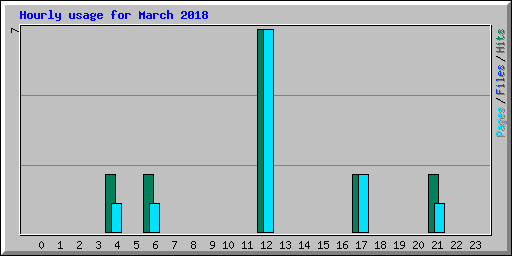 Hourly usage for March 2018
7
Pages/Files/Hits
0 1 2 3 4 5 6 7 8 9 10 11 12 13 14 15 16 17 18 19 20 21 22 23